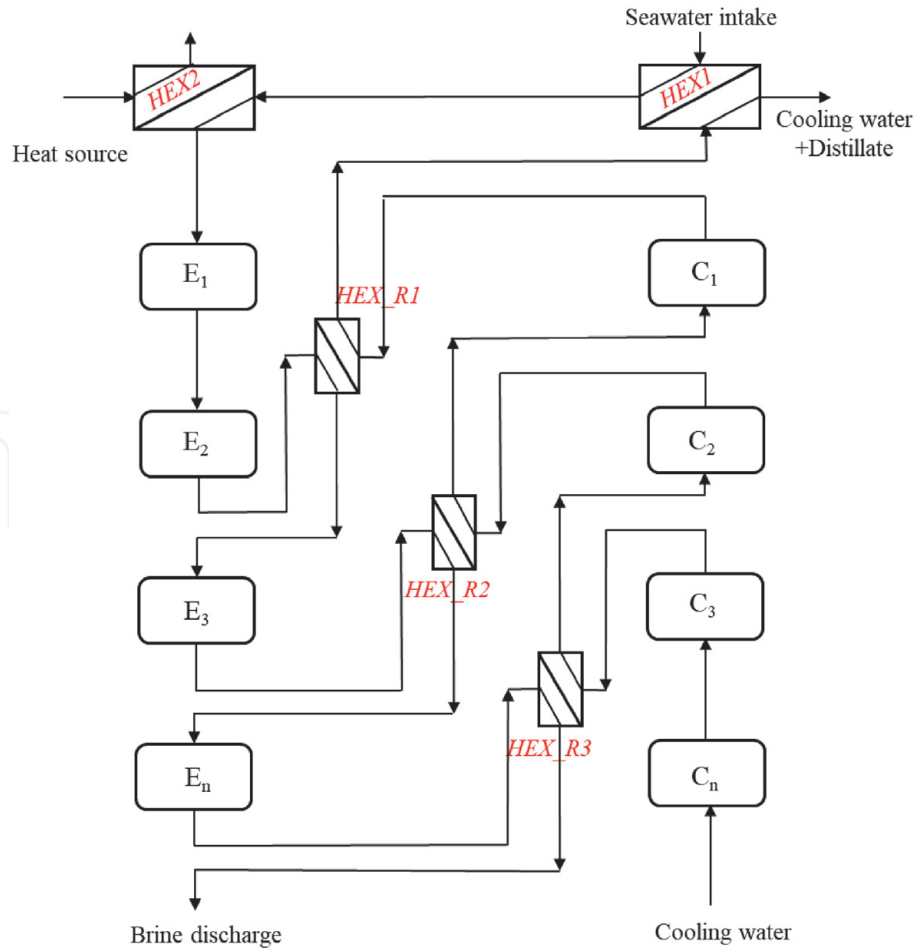 Seawater intake
HEX2
HEX1
Heat source
Cooling water
+Distillate
E1
C1
HEX_R1
E2
C2
HEX_R2
E3
C3
HEX_R3
En
Cn
Brine discharge
Cooling water